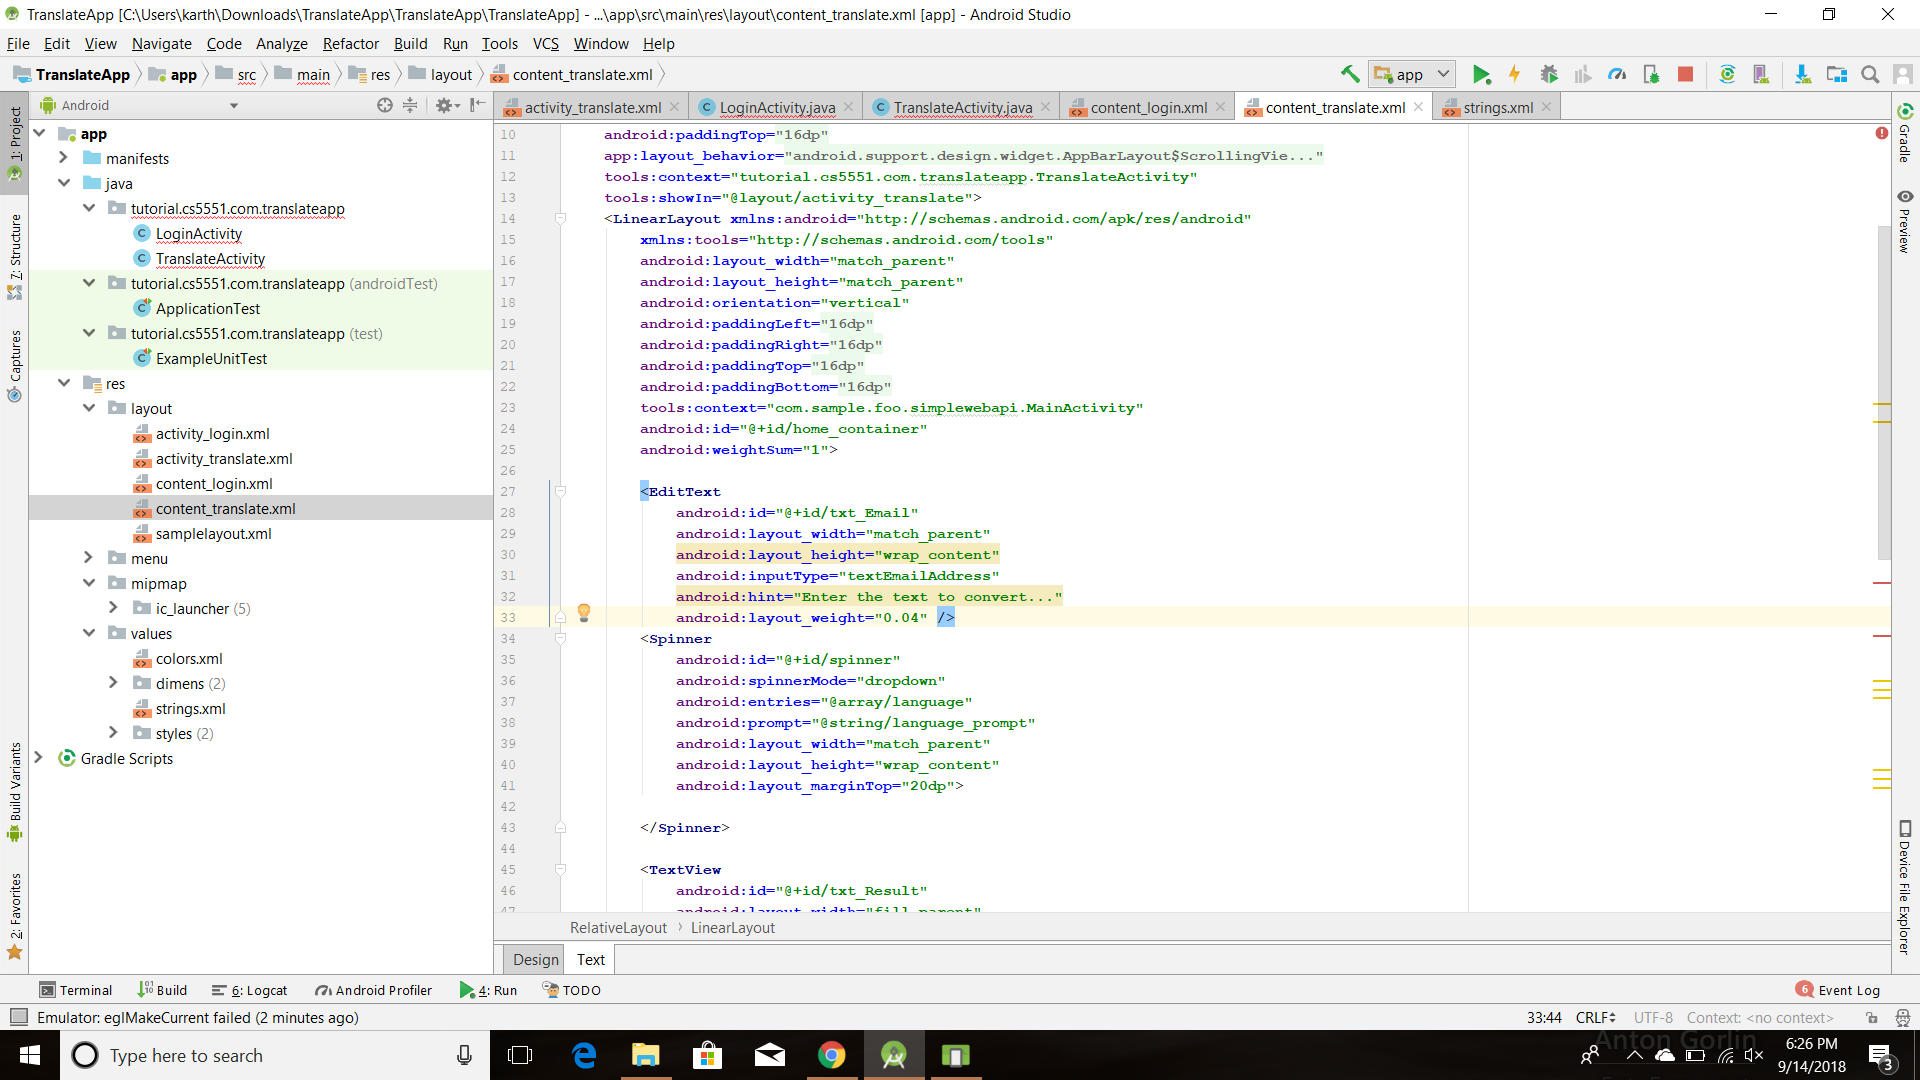 TranslateApp [C:\Users\karth\Downloads\TranslateApp\TranslateApp\TranslateApp] - ...\app\src\main\res\layout\content_translate.xml [app] - Android Studio
File Edit View Navigate Code Analyze Refactor Build Run Tools VCS Window Help
TranslateApp app src main res layout content_translate.xml app
Android
activity_translate.xml LoginActivity.java TranslateActivity.java content_login.xml content_translate.xml strings.xml
1: Project
7: Structure
Captures
Build Variants
2: Favorites
app
manifests
java
tutorial.cs5551.com.translateapp
LoginActivity
TranslateActivity
tutorial.cs5551.com.translateapp (androidTest)
ApplicationTest
tutorial.cs5551.com.translateapp (test)
ExampleUnitTest
res
layout
activity_login.xml
activity_translate.xml
content_login.xml
content_translate.xml
samplelayout.xml
menu
mipmap
ic_launcher (5)
values
colors.xml
dimens (2)
strings.xml
styles (2)
Gradle Scripts
10 android:paddingTop="16dp"
11 app:layout_behavior="android.support.design.widget.AppBarLayout$ScrollingVie..."
12 tools:context="tutorial.cs5551.com.translateapp.TranslateActivity"
13 tools:showIn="@layout/activity_translate">
14 <LinearLayout xmlns:android="http://schemas.android.com/apk/res/android"
15 xmlns:tools="http://schemas.android.com/tools"
16 android:layout_width="match_parent"
17 android:layout_height="match_parent"
18 android:orientation="vertical"
19 android:paddingLeft="16dp"
20 android:paddingRight="16dp"
21 android:paddingTop="16dp"
22 android:paddingBottom="16dp"
23 tools:context="com.sample.foo.simplewebapi.MainActivity"
24 android:id="@+id/home_container"
25 android:weightSum="1">
26
27 <EditText
28 android:id="@+id/txt_Email"
29 android:layout_width="match_parent"
30 android:layout_height="wrap_content"
31 android:inputType="textEmailAddress"
32 android:hint="Enter the text to convert..."
33 android:layout_weight="0.04" />
34 <Spinner
35 android:id="@+id/spinner"
36 android:spinnerMode="dropdown"
37 android:entries="@array/language"
38 android:prompt="@string/language_prompt"
39 android:layout_width="match_parent"
40 android:layout_height="wrap_content"
41 android:layout_marginTop="20dp">
42
43 </Spinner>
44
45 <TextView
46 android:id="@+id/txt_Result"
47 android:layout_width="fill_parent"
RelativeLayout › LinearLayout
Design Text
Gradle
Preview
Device File Explorer
Terminal Build 6: Logcat Android Profiler 4: Run TODO 6 Event Log
Emulator: eglMakeCurrent failed (2 minutes ago) 33:44 CRLF UTF-8 Context: <no context>
Anton Gorlin
Type here to search
6:26 PM
9/14/2018
3